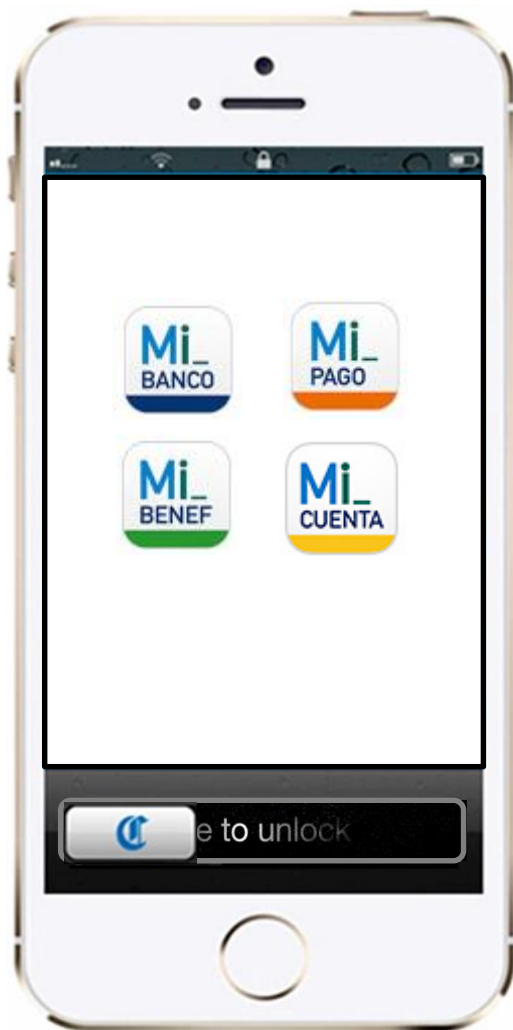 Mi_
BANCO
Mi_
PAGO
Mi_
BENEF
Mi_
CUENTA
C
e to unlock